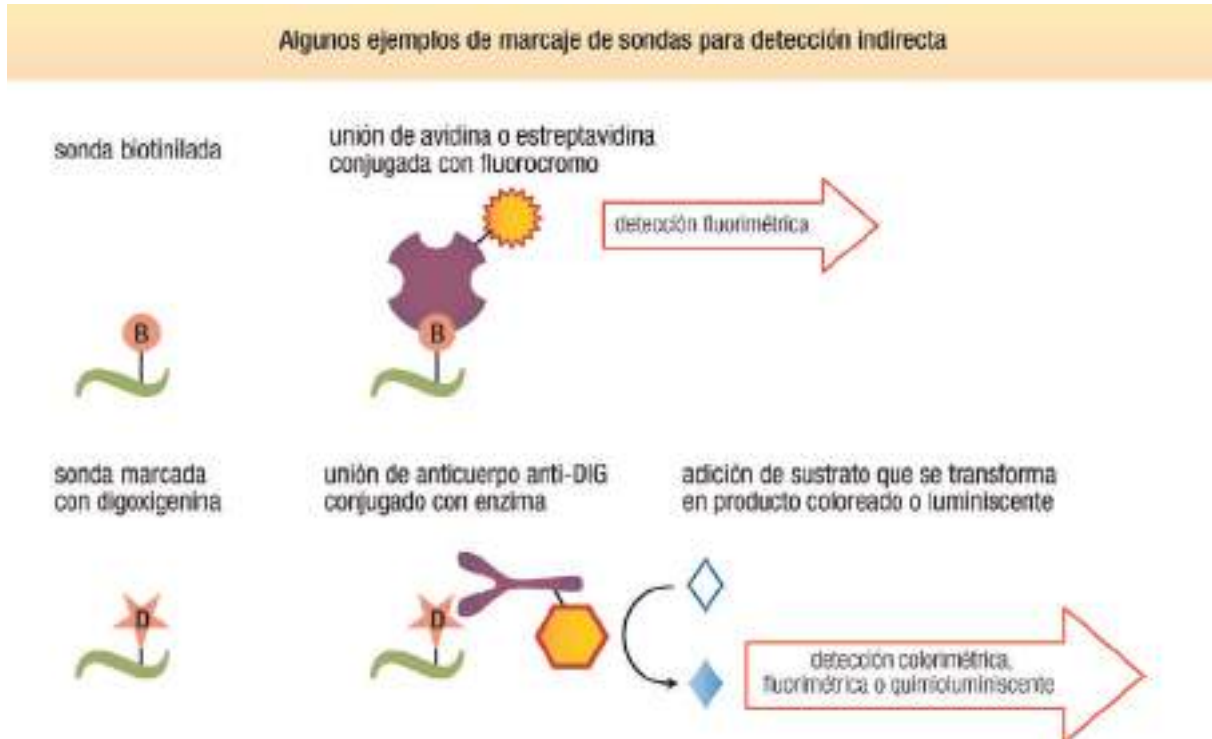 Algunos ejemplos de marcaje de sondas para detección indirecta
sonda biotinilada
unión de avidina o estreptavidina
conjugada con fluorocromo
detección fluorimétrica
B
B
sonda marcada
con digoxigenina
unión de anticuerpo anti-DIG
conjugado con enzima
adición de sustrato que se transforma
en producto coloreado o luminiscente
D
D
detección colorimétrica,
fluorimétrica o quimioluminiscente